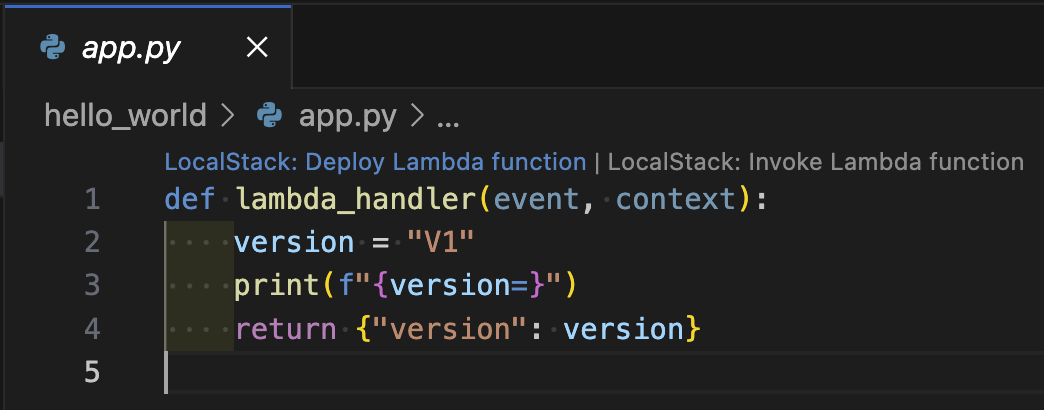 app.py
hello_world > app.py > ...
LocalStack: Deploy Lambda function | LocalStack: Invoke Lambda function
1 def lambda_handler(event, context):
2     version = "V1"
3     print(f"{version=}")
4     return {"version": version}
5